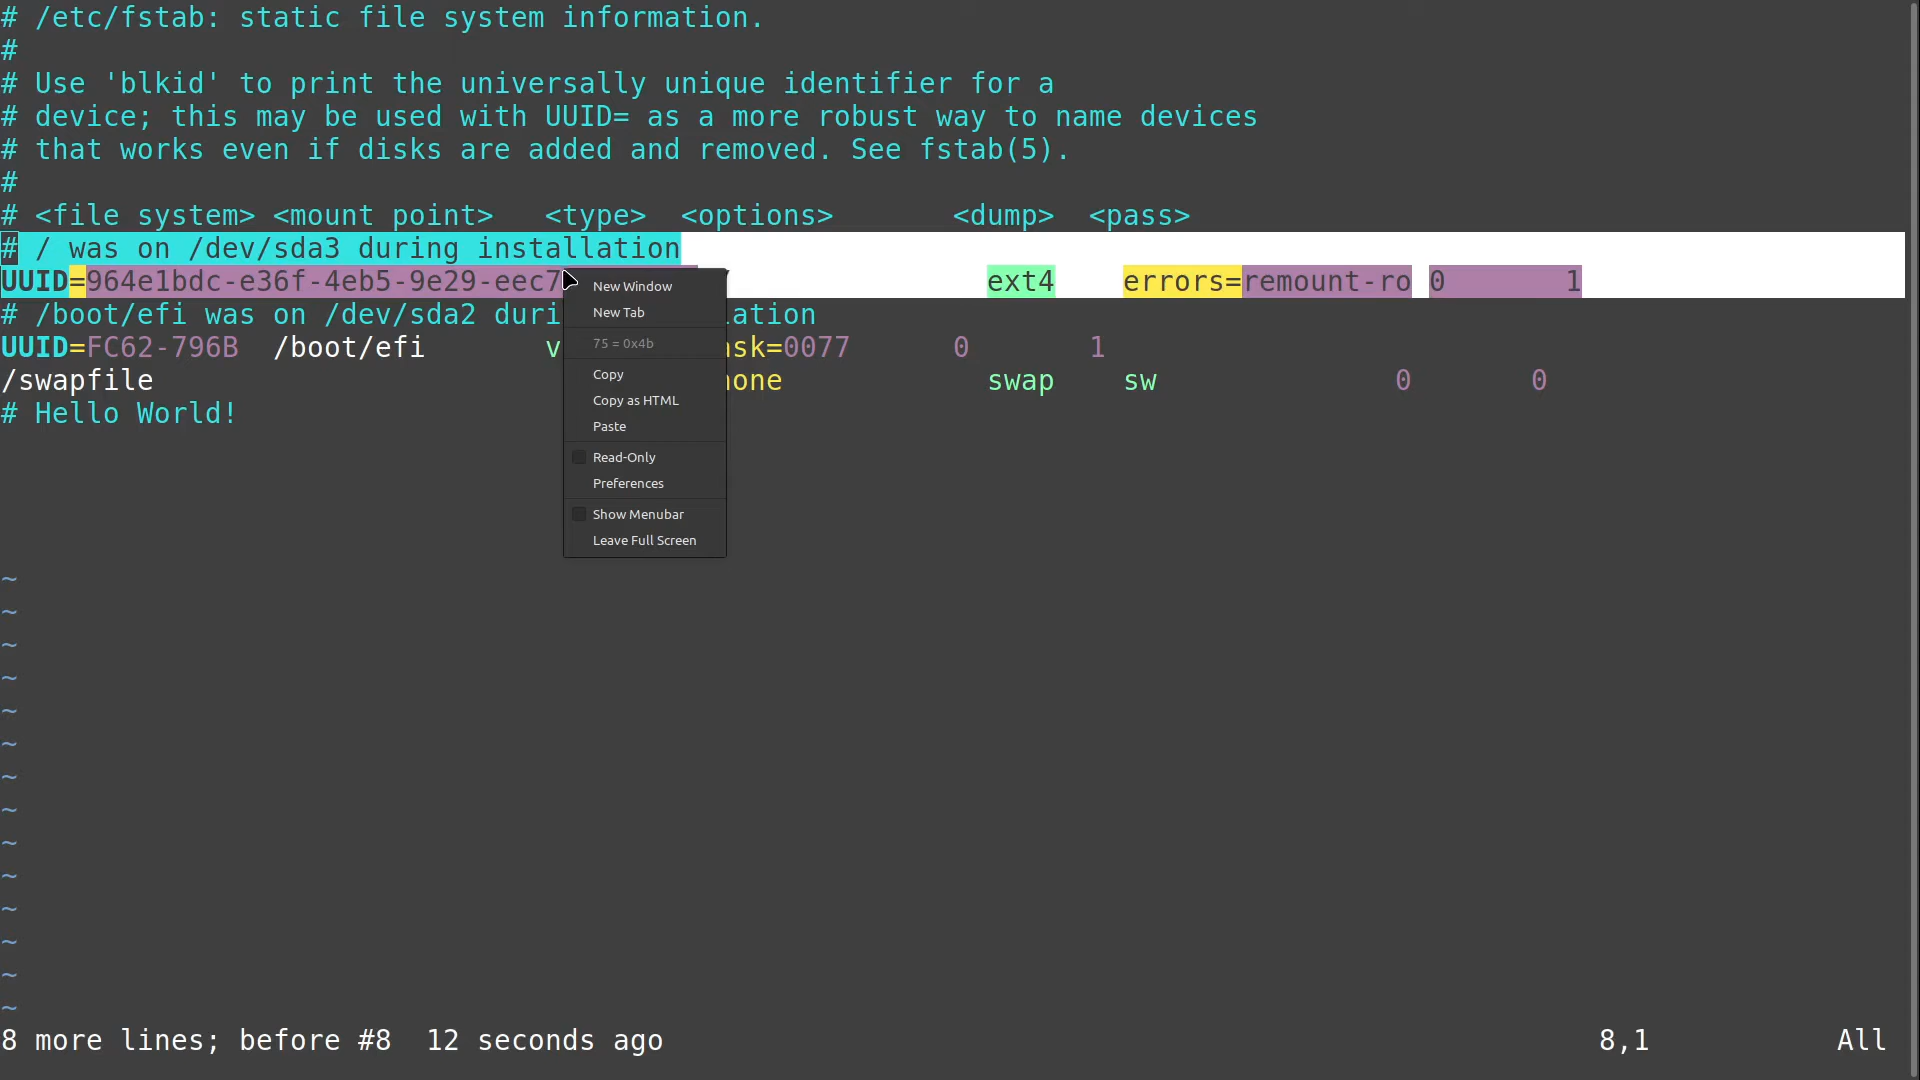 # /etc/fstab: static file system information.
#
# Use 'blkid' to print the universally unique identifier for a
# device; this may be used with UUID= as a more robust way to name devices
# that works even if disks are added and removed. See fstab(5).
#
# <file system> <mount point>   <type>  <options>       <dump>  <pass>
# / was on /dev/sda3 during installation
UUID=964e1bdc-e36f-4eb5-9e29-eec7 ext4    errors=remount-ro 0       1
# /boot/efi was on /dev/sda2 duri ation
UUID=FC62-796B  /boot/efi       v ask=0077      0       1
/swapfile none            swap    sw              0       0
# Hello World!
New Window
New Tab
75 = 0x4b
Copy
Copy as HTML
Paste
Read-Only
Preferences
Show Menubar
Leave Full Screen
~
~
~
~
~
~
~
~
~
~
~
~
~
~
8 more lines; before #8  12 seconds ago 8,1 All